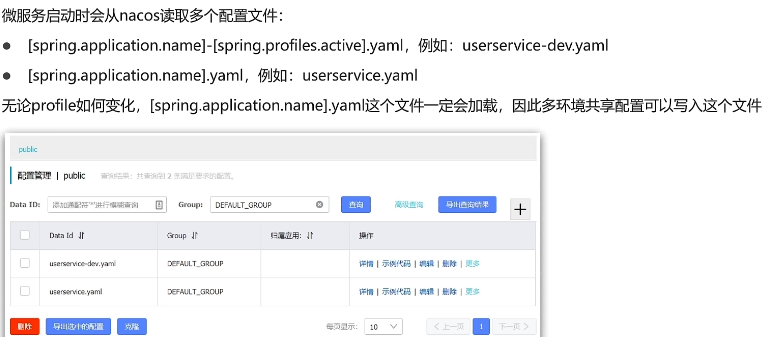 微服务启动时会从nacos读取多个配置文件：
● [spring.application.name]-[spring.profiles.active].yaml，例如：userservice-dev.yaml
● [spring.application.name].yaml，例如：userservice.yaml
无论profile如何变化，[spring.application.name].yaml这个文件一定会加载，因此多环境共享配置可以写入这个文件
public
配置管理 | public 查询结果：共查询到 2 条满足要求的配置。
Data ID: 添加通配符'*'进行模糊查询 Group: DEFAULT_GROUP 查询 高级查询 导出查询结果 +
Data Id Group 归属应用: 操作
userservice-dev.yaml DEFAULT_GROUP 详情 | 示例代码 | 编辑 | 删除 | 更多
userservice.yaml DEFAULT_GROUP 详情 | 示例代码 | 编辑 | 删除 | 更多
删除 导出选中的配置 克隆 每页显示: 10 < 上一页 1 下一页 >